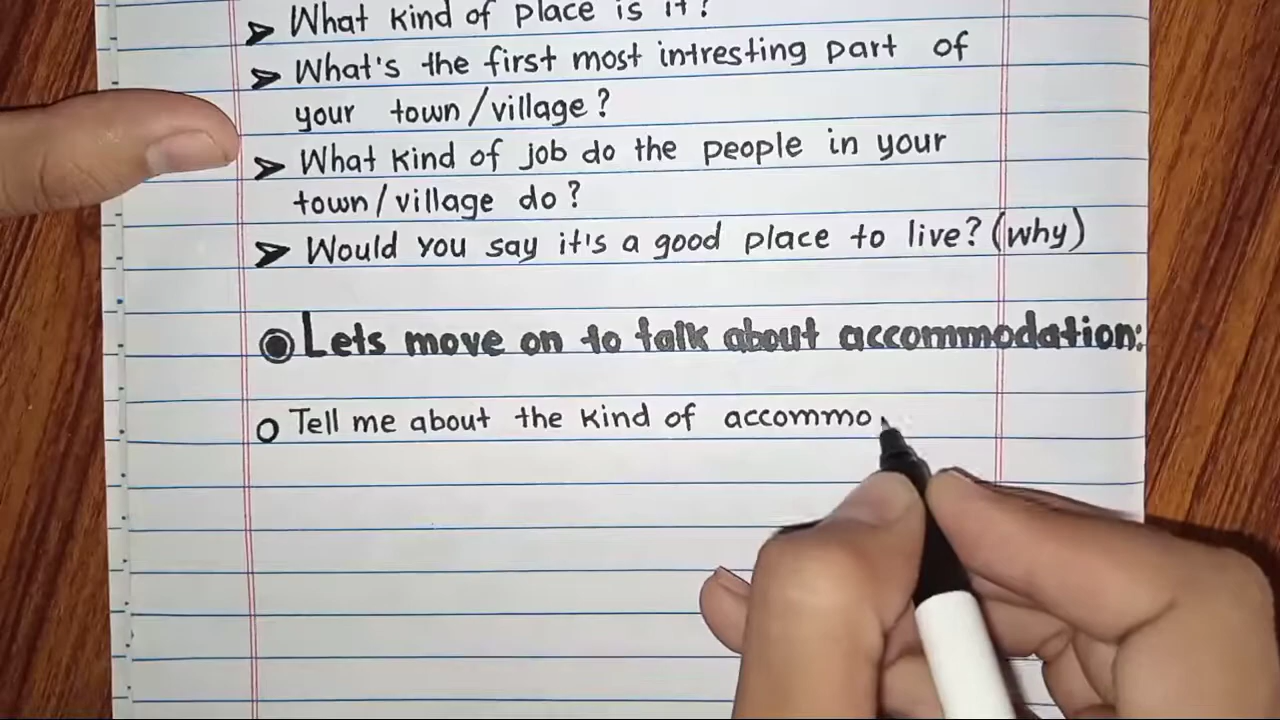 ➤ What kind of place is it?
➤ What's the first most intresting part of
your town/village?
➤ What kind of job do the people in your
town/village do?
➤ Would you say it's a good place to live? (why)
Lets move on to talk about accommodation:
Tell me about the kind of accommo